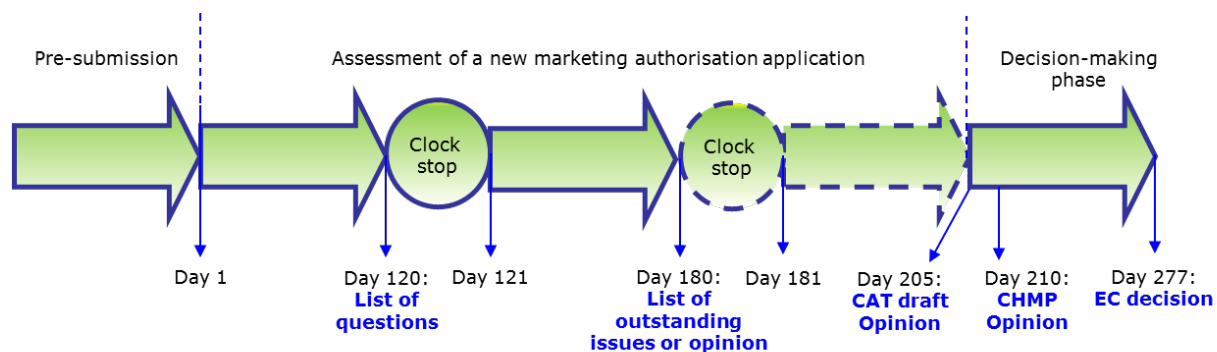 Pre-submission
Assessment of a new marketing authorisation application
Decision-making
phase
Clock
stop
Clock
stop
Day 1
Day 120:
List of
questions
Day 121
Day 180:
List of
outstanding
issues or opinion
Day 181
Day 205:
CAT draft
Opinion
Day 210:
CHMP
Opinion
Day 277:
EC decision